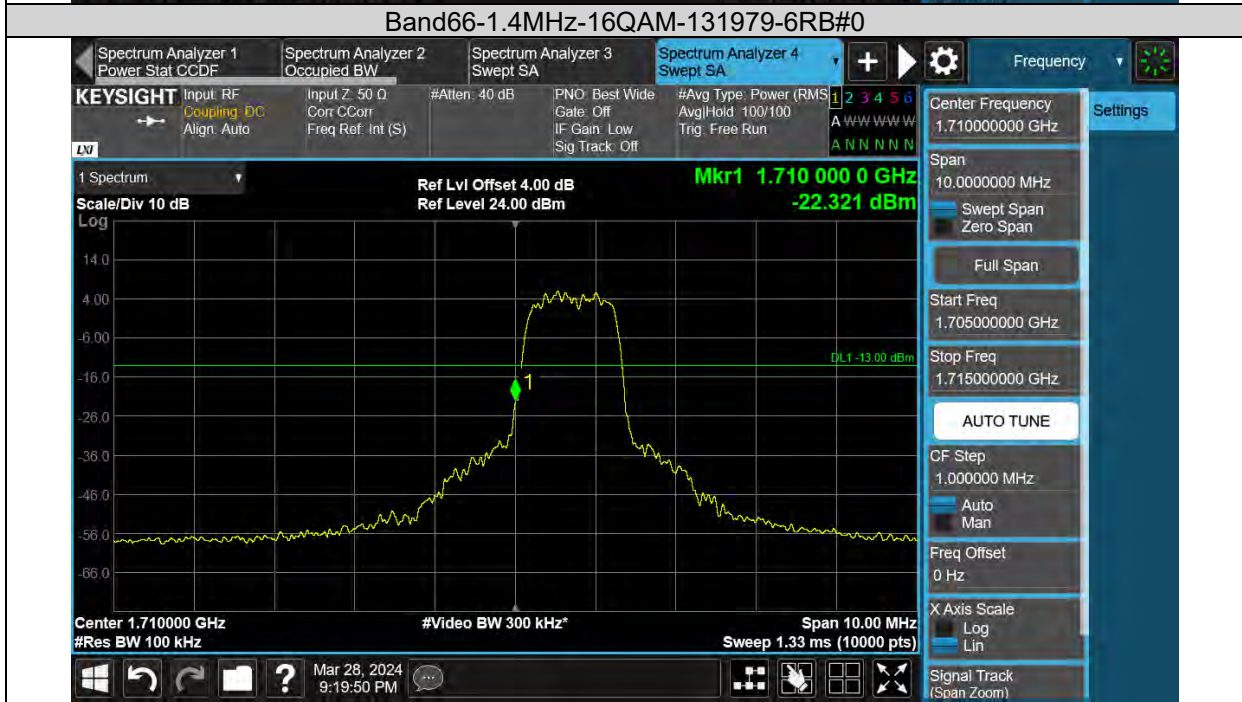 Band66-1.4MHz-16QAM-131979-6RB#0
Spectrum Analyzer 1
Power Stat CCDF
Spectrum Analyzer 2
Occupied BW
Spectrum Analyzer 3
Swept SA
Spectrum Analyzer 4
Swept SA
Frequency
KEYSIGHT
LXI
Input: RF
Coupling: DC
Align: Auto
Input Z: 50 Ω
Corr CCorr
Freq Ref: Int (S)
#Atten: 40 dB
PNO: Best Wide
Gate: Off
IF Gain: Low
Sig Track: Off
#Avg Type: Power (RMS
Avg|Hold: 100/100
Trig: Free Run
1 2 3 4 5 6
A W W W W W
A N N N N N
1 Spectrum
Scale/Div 10 dB
Log
Ref Lvl Offset 4.00 dB
Ref Level 24.00 dBm
Mkr1 1.710 000 0 GHz
-22.321 dBm
14.0
4.00
-6.00
-16.0
-26.0
-36.0
-46.0
-56.0
-66.0
DL1 -13.00 dBm
1
Center 1.710000 GHz
#Res BW 100 kHz
#Video BW 300 kHz*
Span 10.00 MHz
Sweep 1.33 ms (10000 pts)
Mar 28, 2024
9:19:50 PM
Settings
Center Frequency
1.710000000 GHz
Span
10.0000000 MHz
Swept Span
Zero Span
Full Span
Start Freq
1.705000000 GHz
Stop Freq
1.715000000 GHz
AUTO TUNE
CF Step
1.000000 MHz
Auto
Man
Freq Offset
0 Hz
X Axis Scale
Log
Lin
Signal Track
(Span Zoom)